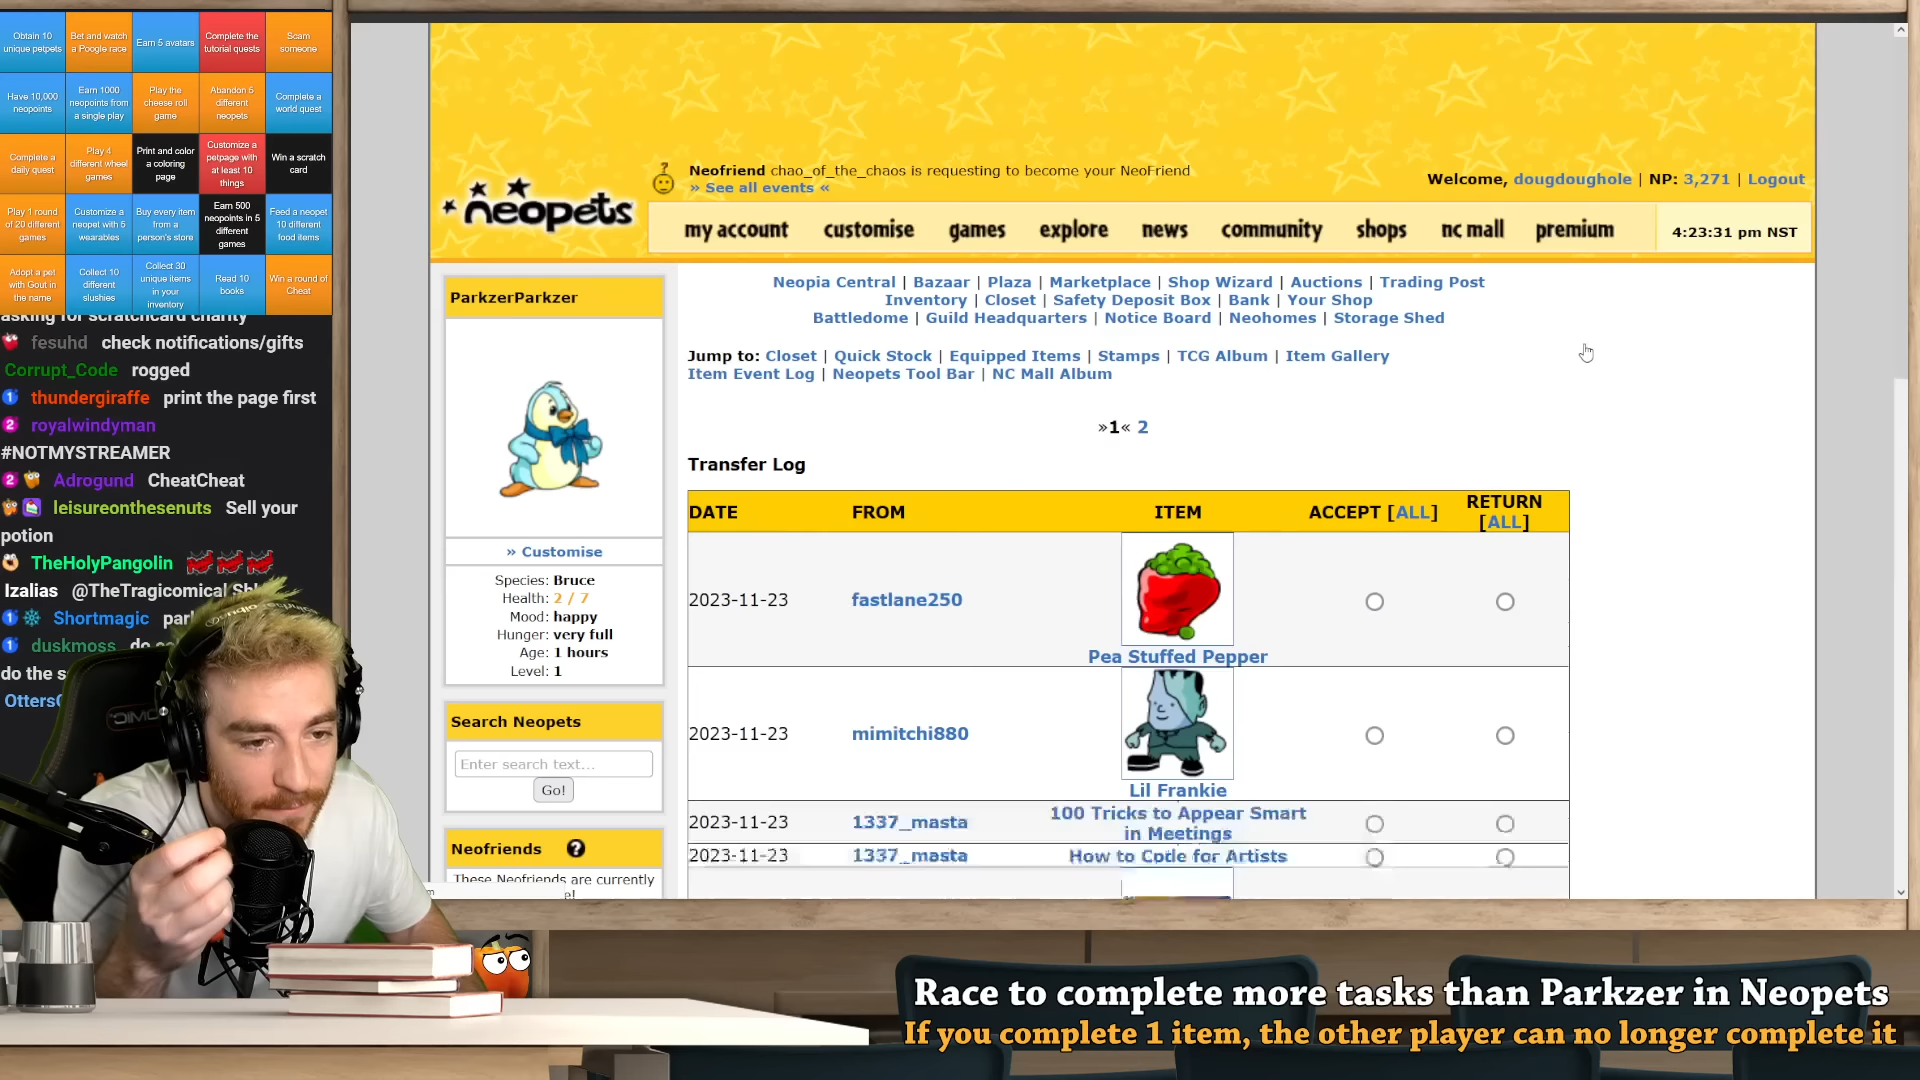 Obtain 10
unique petpets
Bet and watch
a Poogle race
Earn 5 avatars
Complete the
tutorial quests
Scam
someone
Have 10,000
neopoints
Earn 1000
neopoints from
a single play
Play the
cheese roll
game
Abandon 5
different
neopets
Complete a
world quest
Complete a
daily quest
Play 4
different wheel
games
Print and color
a coloring
page
Customize a
petpage with
at least 10
things
Win a scratch
card
Play 1 round
of 20 different
games
Customize a
neopet with 5
wearables
Buy every item
from a
person's store
Earn 500
neopoints in 5
different
games
Feed a neopet
10 different
food items
Adopt a pet
with Gout in
the name
Collect 10
different
slushies
Collect 30
unique items
in your
inventory
Read 10
books
Win a round of
Cheat
asking for scratchcard charity
fesuhd check notifications/gifts
Corrupt_Code rogged
thundergiraffe print the page first
royalwindyman
#NOTMYSTREAMER
Adrogund CheatCheat
leisureonthesenuts Sell your
potion
TheHolyPangolin
Izalias @TheTragicomical
Shortmagic
duskmoss
do the
Neofriend chao_of_the_chaos is requesting to become your NeoFriend
» See all events «
Welcome, dougdoughole | NP: 3,271 | Logout
neopets
my account customise games explore news community shops nc mall premium
4:23:31 pm NST
ParkzerParkzer
» Customise
Species: Bruce
Health: 2 / 7
Mood: happy
Hunger: very full
Age: 1 hours
Level: 1
Search Neopets
Enter search text...
Go!
Neofriends ?
These Neofriends are currently
Neopia Central | Bazaar | Plaza | Marketplace | Shop Wizard | Auctions | Trading Post
Inventory | Closet | Safety Deposit Box | Bank | Your Shop
Battledome | Guild Headquarters | Notice Board | Neohomes | Storage Shed
Jump to: Closet | Quick Stock | Equipped Items | Stamps | TCG Album | Item Gallery
Item Event Log | Neopets Tool Bar | NC Mall Album
»1« 2
Transfer Log
DATE FROM ITEM ACCEPT [ALL] RETURN
[ALL]
2023-11-23 fastlane250
Pea Stuffed Pepper
2023-11-23 mimitchi880
Lil Frankie
2023-11-23 1337_masta 100 Tricks to Appear Smart
in Meetings
2023-11-23 1337_masta How to Code for Artists
Race to complete more tasks than Parkzer in Neopets
If you complete 1 item, the other player can no longer complete it